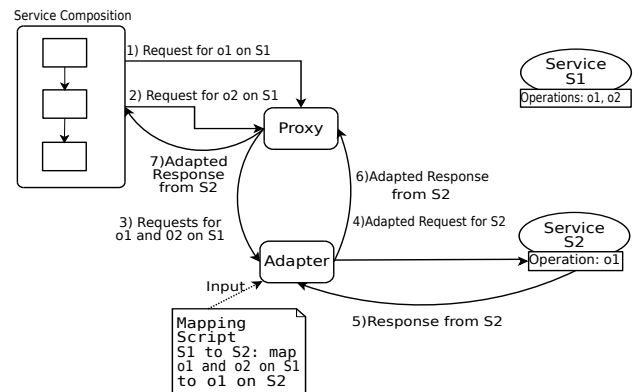 Service Composition
1) Request for o1 on S1
2) Request for o2 on S1
Service
S1
Operations: o1, o2
Proxy
7)Adapted
Response
from S2
6)Adapted Response
from S2
3) Requests for
o1 and 02 on S1
4)Adapted Request for S2
Service
S2
Operation: o1
Adapter
Input
5)Response from S2
Mapping
Script
S1 to S2: map
o1 and o2 on S1
to o1 on S2